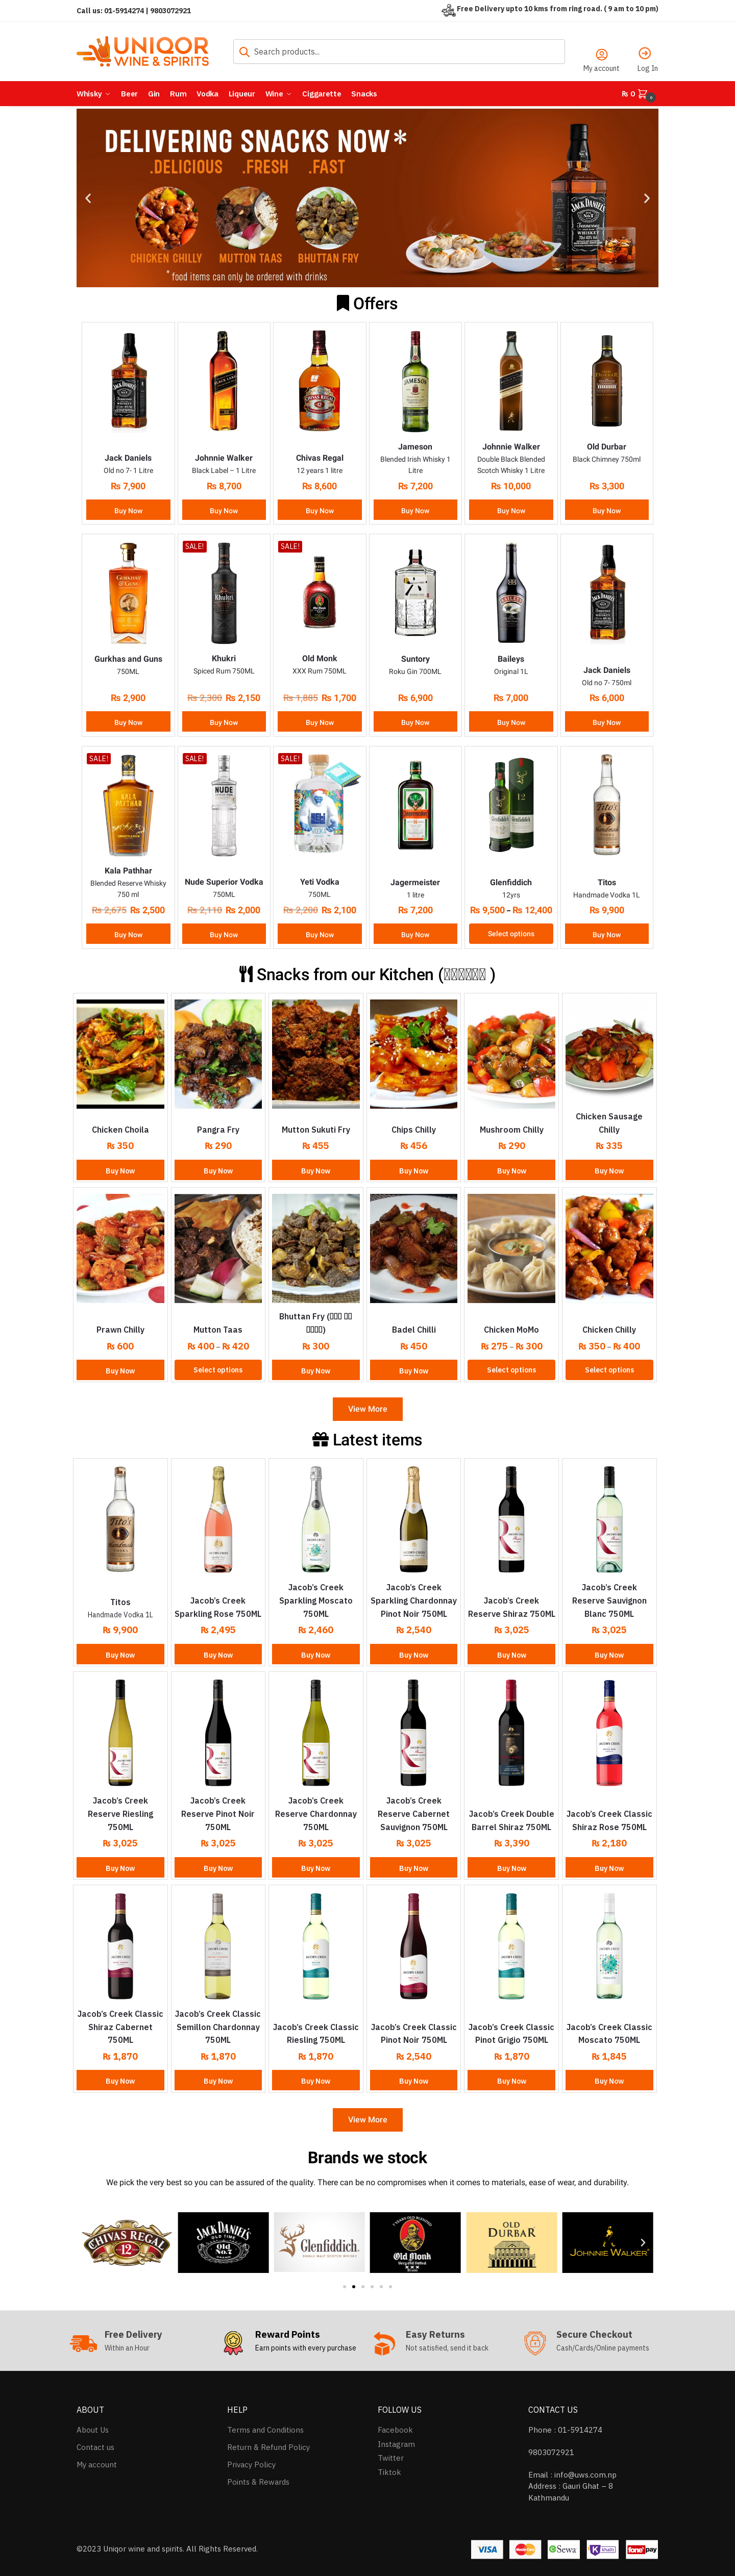 Call us: 01-5914274 | 9803072921
Free Delivery upto 10 kms from ring road. ( 9 am to 10 pm)
UNIQOR
WINE & SPIRITS
Search products...
My account
Log In
Whisky Beer Gin Rum Vodka Liqueur Wine Ciggarette Snacks
₨ 0
0
DELIVERING SNACKS NOW*
.DELICIOUS .FRESH .FAST
CHICKEN CHILLY MUTTON TAAS BHUTTAN FRY
*food items can only be ordered with drinks
Offers
Jack Daniels
Old no 7- 1 Litre
₨ 7,900
Buy Now
Johnnie Walker
Black Label – 1 Litre
₨ 8,700
Buy Now
Chivas Regal
12 years 1 litre
₨ 8,600
Buy Now
Jameson
Blended Irish Whisky 1
Litre
₨ 7,200
Buy Now
Johnnie Walker
Double Black Blended
Scotch Whisky 1 Litre
₨ 10,000
Buy Now
Old Durbar
Black Chimney 750ml
₨ 3,300
Buy Now
Gurkhas and Guns
750ML
₨ 2,900
Buy Now
SALE!
Khukri
Spiced Rum 750ML
₨ 2,300 ₨ 2,150
Buy Now
SALE!
Old Monk
XXX Rum 750ML
₨ 1,885 ₨ 1,700
Buy Now
Suntory
Roku Gin 700ML
₨ 6,900
Buy Now
Baileys
Original 1L
₨ 7,000
Buy Now
Jack Daniels
Old no 7- 750ml
₨ 6,000
Buy Now
SALE!
Kala Pathhar
Blended Reserve Whisky
750 ml
₨ 2,675 ₨ 2,500
Buy Now
SALE!
Nude Superior Vodka
750ML
₨ 2,110 ₨ 2,000
Buy Now
SALE!
Yeti Vodka
750ML
₨ 2,200 ₨ 2,100
Buy Now
Jagermeister
1 litre
₨ 7,200
Buy Now
Glenfiddich
12yrs
₨ 9,500 – ₨ 12,400
Select options
Titos
Handmade Vodka 1L
₨ 9,900
Buy Now
Snacks from our Kitchen ( )
Chicken Choila
₨ 350
Buy Now
Pangra Fry
₨ 290
Buy Now
Mutton Sukuti Fry
₨ 455
Buy Now
Chips Chilly
₨ 456
Buy Now
Mushroom Chilly
₨ 290
Buy Now
Chicken Sausage
Chilly
₨ 335
Buy Now
Prawn Chilly
₨ 600
Buy Now
Mutton Taas
₨ 400 – ₨ 420
Select options
Bhuttan Fry (
)
₨ 300
Buy Now
Badel Chilli
₨ 450
Buy Now
Chicken MoMo
₨ 275 – ₨ 300
Select options
Chicken Chilly
₨ 350 – ₨ 400
Select options
View More
Latest items
Titos
Handmade Vodka 1L
₨ 9,900
Buy Now
Jacob's Creek
Sparkling Rose 750ML
₨ 2,495
Buy Now
Jacob's Creek
Sparkling Moscato
750ML
₨ 2,460
Buy Now
Jacob's Creek
Sparkling Chardonnay
Pinot Noir 750ML
₨ 2,540
Buy Now
Jacob's Creek
Reserve Shiraz 750ML
₨ 3,025
Buy Now
Jacob's Creek
Reserve Sauvignon
Blanc 750ML
₨ 3,025
Buy Now
Jacob's Creek
Reserve Riesling
750ML
₨ 3,025
Buy Now
Jacob's Creek
Reserve Pinot Noir
750ML
₨ 3,025
Buy Now
Jacob's Creek
Reserve Chardonnay
750ML
₨ 3,025
Buy Now
Jacob's Creek
Reserve Cabernet
Sauvignon 750ML
₨ 3,025
Buy Now
Jacob's Creek Double
Barrel Shiraz 750ML
₨ 3,390
Buy Now
Jacob's Creek Classic
Shiraz Rose 750ML
₨ 2,180
Buy Now
Jacob's Creek Classic
Shiraz Cabernet
750ML
₨ 1,870
Buy Now
Jacob's Creek Classic
Semillon Chardonnay
750ML
₨ 1,870
Buy Now
Jacob's Creek Classic
Riesling 750ML
₨ 1,870
Buy Now
Jacob's Creek Classic
Pinot Noir 750ML
₨ 2,540
Buy Now
Jacob's Creek Classic
Pinot Grigio 750ML
₨ 1,870
Buy Now
Jacob's Creek Classic
Moscato 750ML
₨ 1,845
Buy Now
View More
Brands we stock
We pick the very best so you can be assured of the quality. There can be no compromises when it comes to materials, ease of wear, and durability.
CHIVAS REGAL
12
JACK DANIEL'S
OLD TIME
Old No.7
Glenfiddich
SINGLE MALT SCOTCH WHISKY
Old Monk
OLD
DURBAR
JOHNNIE WALKER
Free Delivery
Within an Hour
Reward Points
Earn points with every purchase
Easy Returns
Not satisfied, send it back
Secure Checkout
Cash/Cards/Online payments
ABOUT
About Us
Contact us
My account
HELP
Terms and Conditions
Return & Refund Policy
Privacy Policy
Points & Rewards
FOLLOW US
Facebook
Instagram
Twitter
Tiktok
CONTACT US
Phone : 01-5914274
9803072921
Email : info@uws.com.np
Address : Gauri Ghat – 8
Kathmandu
©2023 Uniqor wine and spirits. All Rights Reserved.
VISA
MasterCard
eSewa
Khalti
fonepay